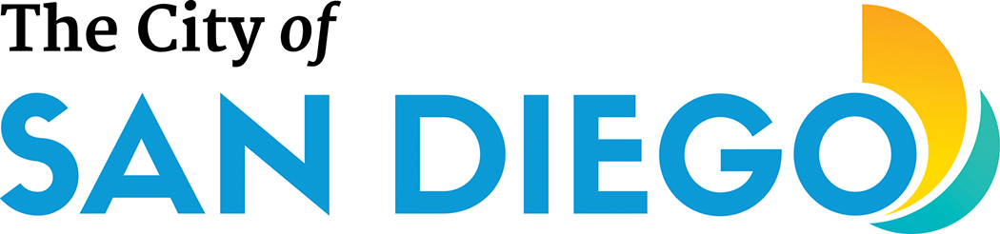 The City of
SAN DIEGO